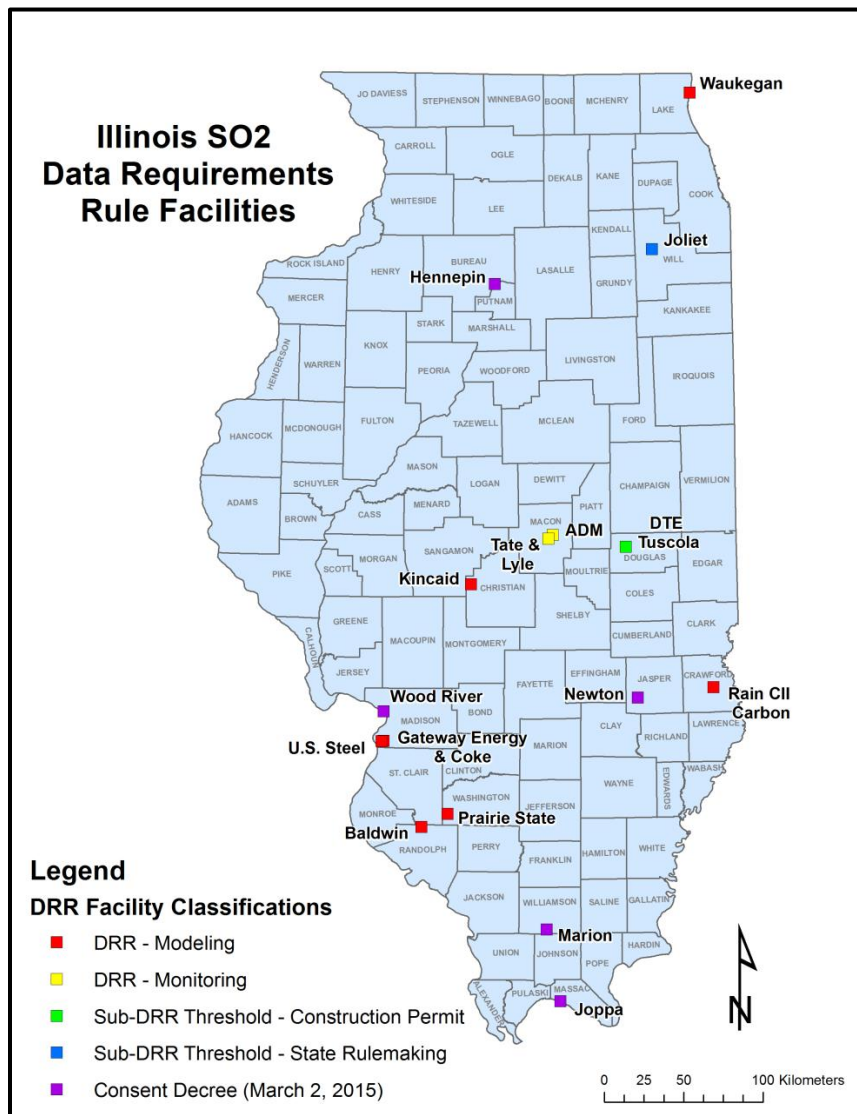 Illinois SO2
Data Requirements
Rule Facilities
JO DAVIESS
STEPHENSON
WINNEBAGO
BOONE
MCHENRY
LAKE
Waukegan
CARROLL
OGLE
DEKALB
KANE
DUPAGE
COOK
WHITESIDE
LEE
KENDALL
Joliet
WILL
ROCK ISLAND
HENRY
BUREAU
Hennepin
PUTNAM
LASALLE
GRUNDY
MERCER
KANKAKEE
STARK
MARSHALL
KNOX
HENDERSON
WARREN
PEORIA
WOODFORD
LIVINGSTON
IROQUOIS
HANCOCK
MCDONOUGH
FULTON
TAZEWELL
MCLEAN
FORD
MASON
SCHUYLER
LOGAN
DEWITT
CHAMPAIGN
VERMILION
ADAMS
BROWN
CASS
MENARD
PIATT
MACON
ADM
DTE
Tuscola
DOUGLAS
Tate &
Lyle
SANGAMON
MORGAN
SCOTT
PIKE
Kincaid
CHRISTIAN
MOULTRIE
EDGAR
COLES
SHELBY
GREENE
CALHOUN
MACOUPIN
MONTGOMERY
CUMBERLAND
CLARK
JERSEY
FAYETTE
EFFINGHAM
JASPER
CRAWFORD
Newton
Rain CII
Carbon
Wood River
MADISON
BOND
CLAY
RICHLAND
LAWRENCE
U.S. Steel
Gateway Energy
& Coke
MARION
ST. CLAIR
CLINTON
WAYNE
EDWARDS
WABASH
WASHINGTON
JEFFERSON
MONROE
Prairie State
Baldwin
RANDOLPH
PERRY
HAMILTON
WHITE
FRANKLIN
JACKSON
WILLIAMSON
SALINE
GALLATIN
Marion
UNION
JOHNSON
POPE
HARDIN
ALEXANDER
PULASKI
MASSAC
Joppa
Legend
DRR Facility Classifications
DRR - Modeling
DRR - Monitoring
Sub-DRR Threshold - Construction Permit
Sub-DRR Threshold - State Rulemaking
Consent Decree (March 2, 2015)
N
0 25 50 100 Kilometers